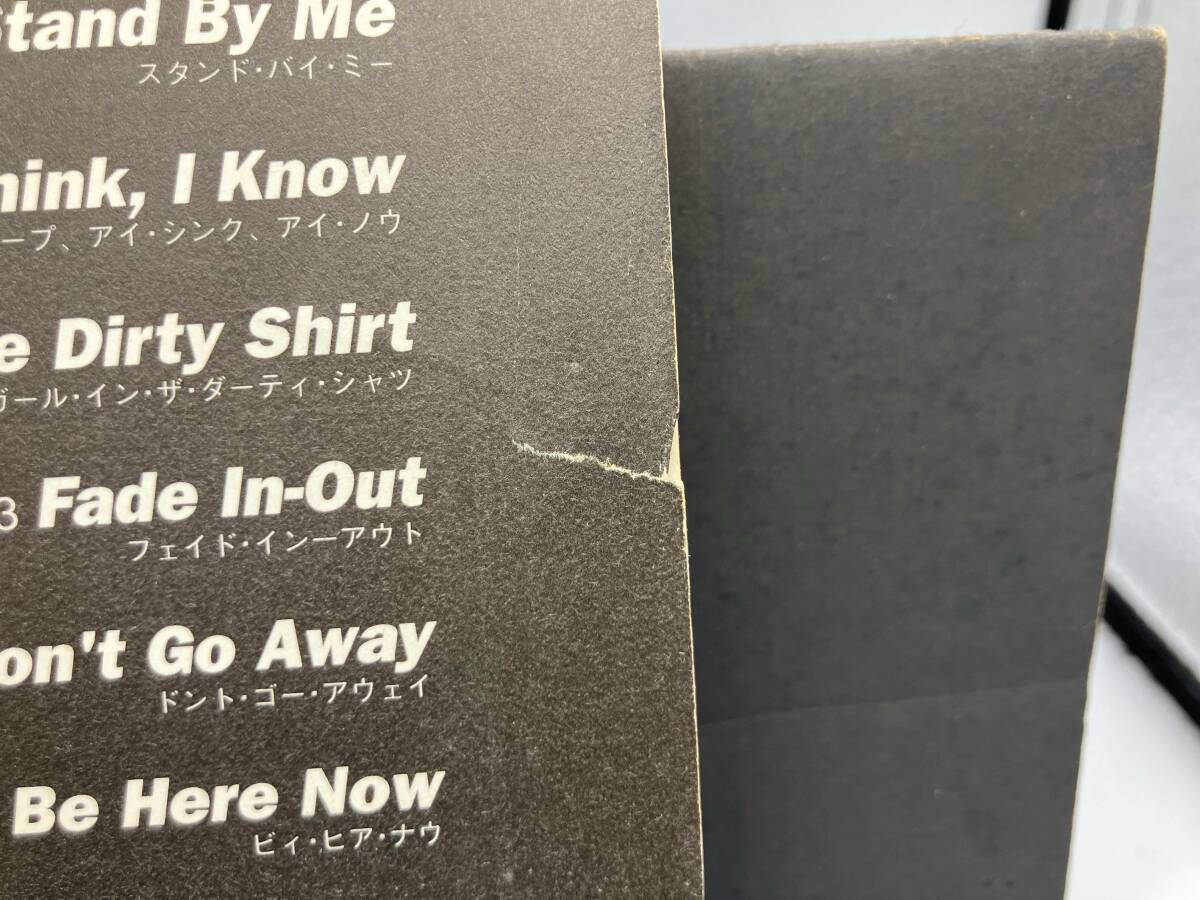 Stand By Me
スタンド・バイ・ミー
hink, I Know
ープ、アイ・シンク、アイ・ノウ
e Dirty Shirt
ガール・イン・ザ・ダーティ・シャツ
3 Fade In-Out
フェイド・インーアウト
on't Go Away
ドント・ゴー・アウェイ
Be Here Now
ビィ・ヒア・ナウ